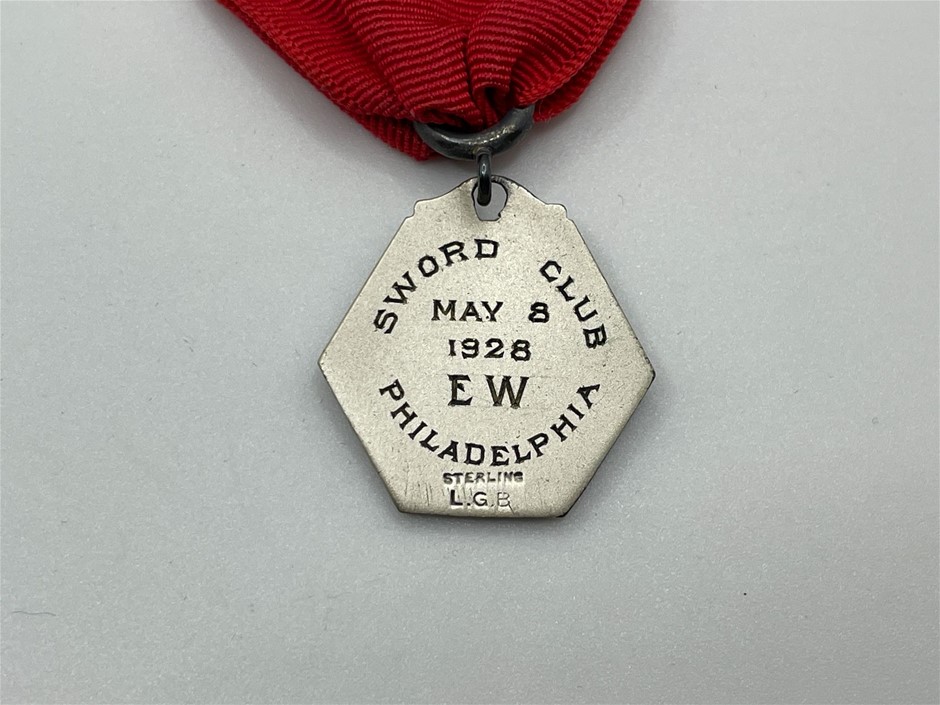 SWORD CLUB
MAY 8
1928
EW
PHILADELPHIA
STERLING
L.G.B